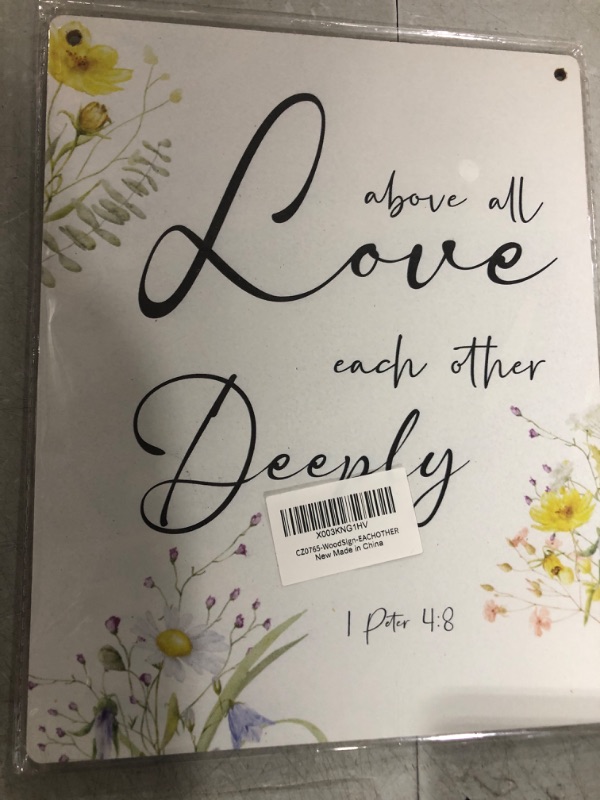 above all
Love
each other
Deeply
X003KNG1HV
CZ0765-WoodSign-EACHOTHER
New Made in China
1 Peter 4:8